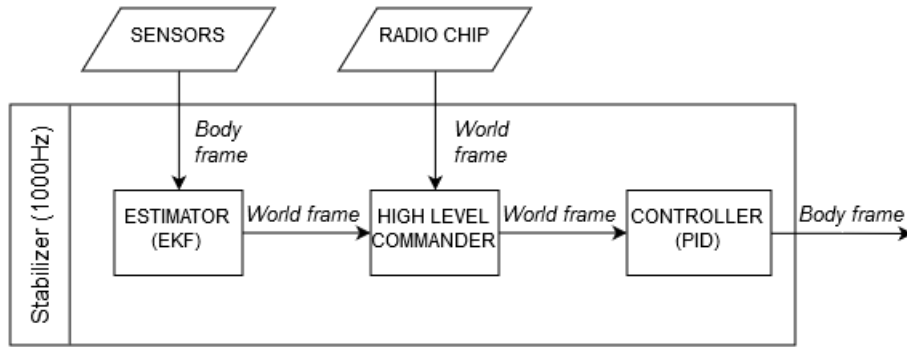 SENSORS
RADIO CHIP
Body
frame
World
frame
Stabilizer (1000Hz)
ESTIMATOR
(EKF)
World frame
HIGH LEVEL
COMMANDER
World frame
CONTROLLER
(PID)
Body frame